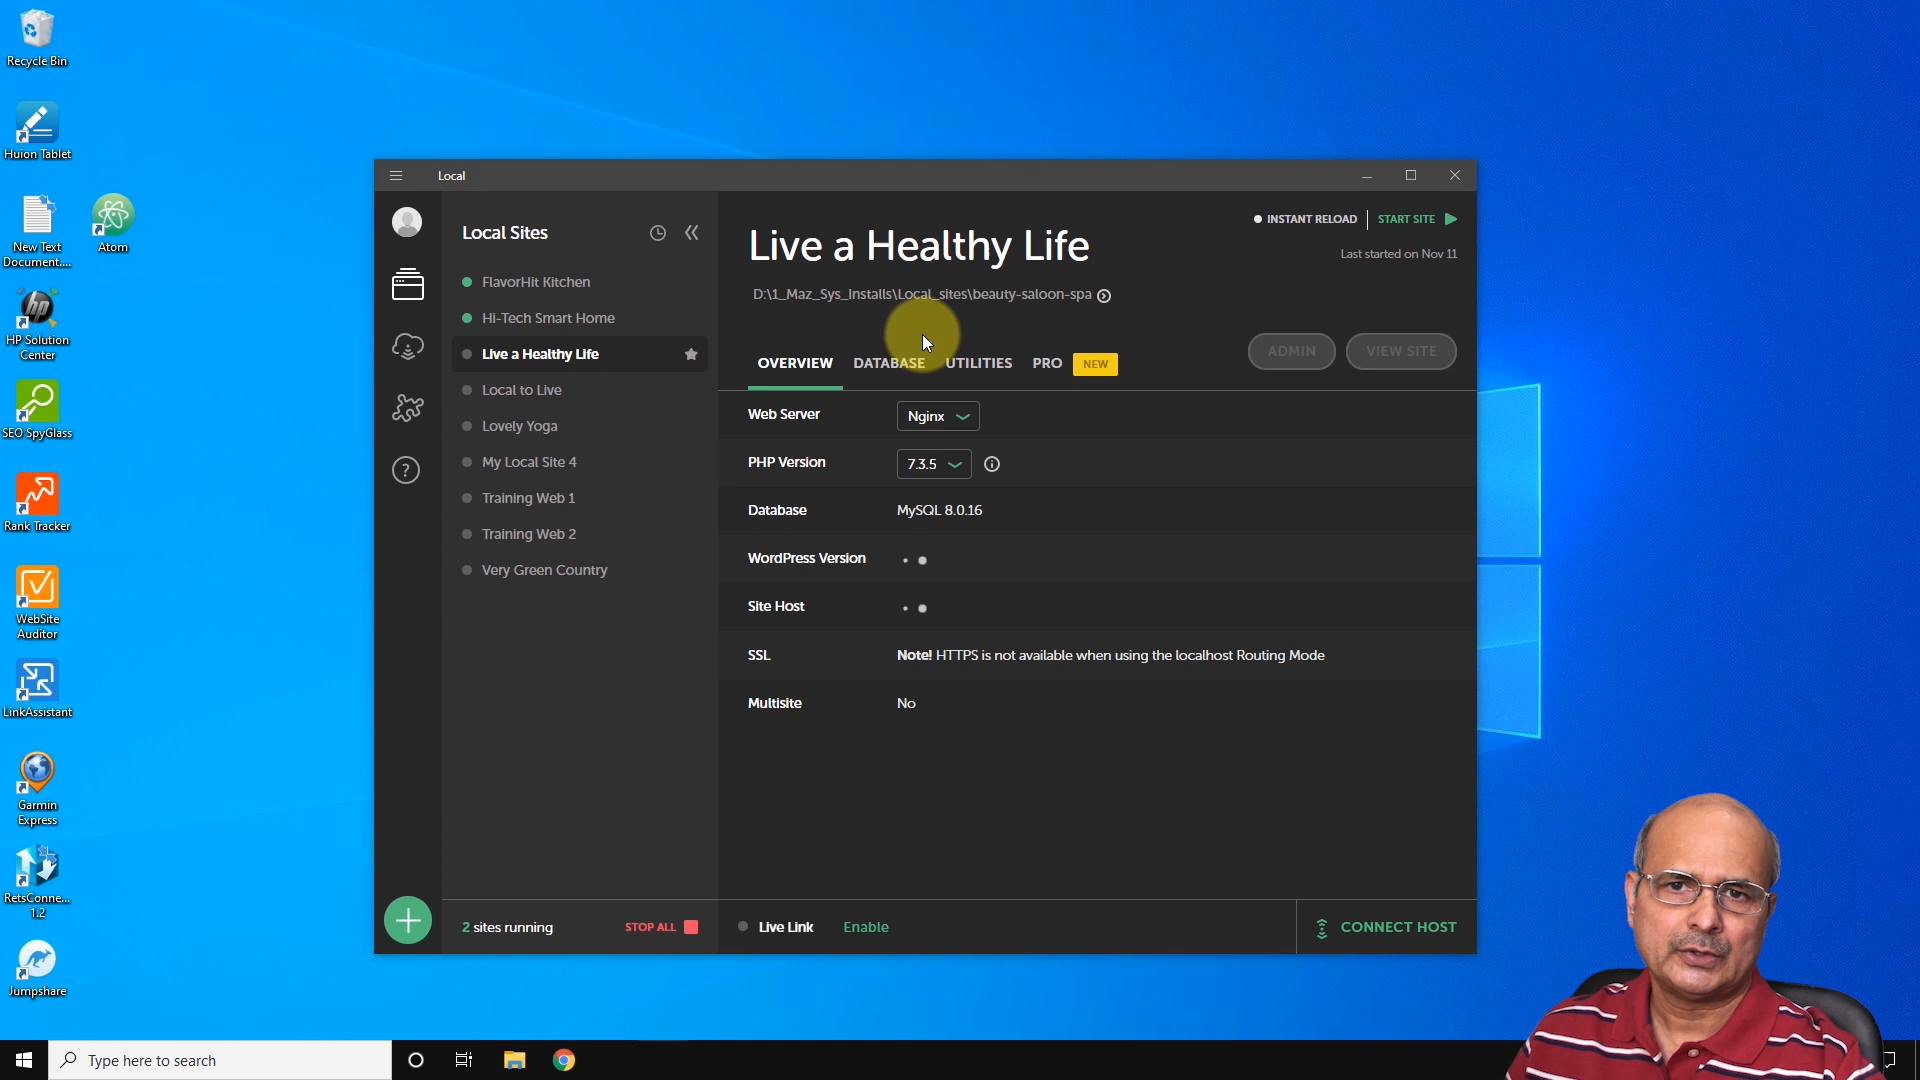 Recycle Bin
Huion Tablet
New Text
Document....
Atom
HP Solution
Center
SEO SpyGlass
Rank Tracker
WebSite
Auditor
LinkAssistant
Garmin
Express
RetsConne...
1.2
Jumpshare
Local
Local Sites
FlavorHit Kitchen
Hi-Tech Smart Home
Live a Healthy Life
Local to Live
Lovely Yoga
My Local Site 4
Training Web 1
Training Web 2
Very Green Country
2 sites running
STOP ALL
INSTANT RELOAD
START SITE
Live a Healthy Life
Last started on Nov 11
D:\1_Maz_Sys_Installs\Local_sites\beauty-saloon-spa
ADMIN
VIEW SITE
OVERVIEW DATABASE UTILITIES PRO NEW
Web Server Nginx
PHP Version 7.3.5
Database MySQL 8.0.16
WordPress Version
Site Host
SSL Note! HTTPS is not available when using the localhost Routing Mode
Multisite No
Live Link Enable
CONNECT HOST
Type here to search